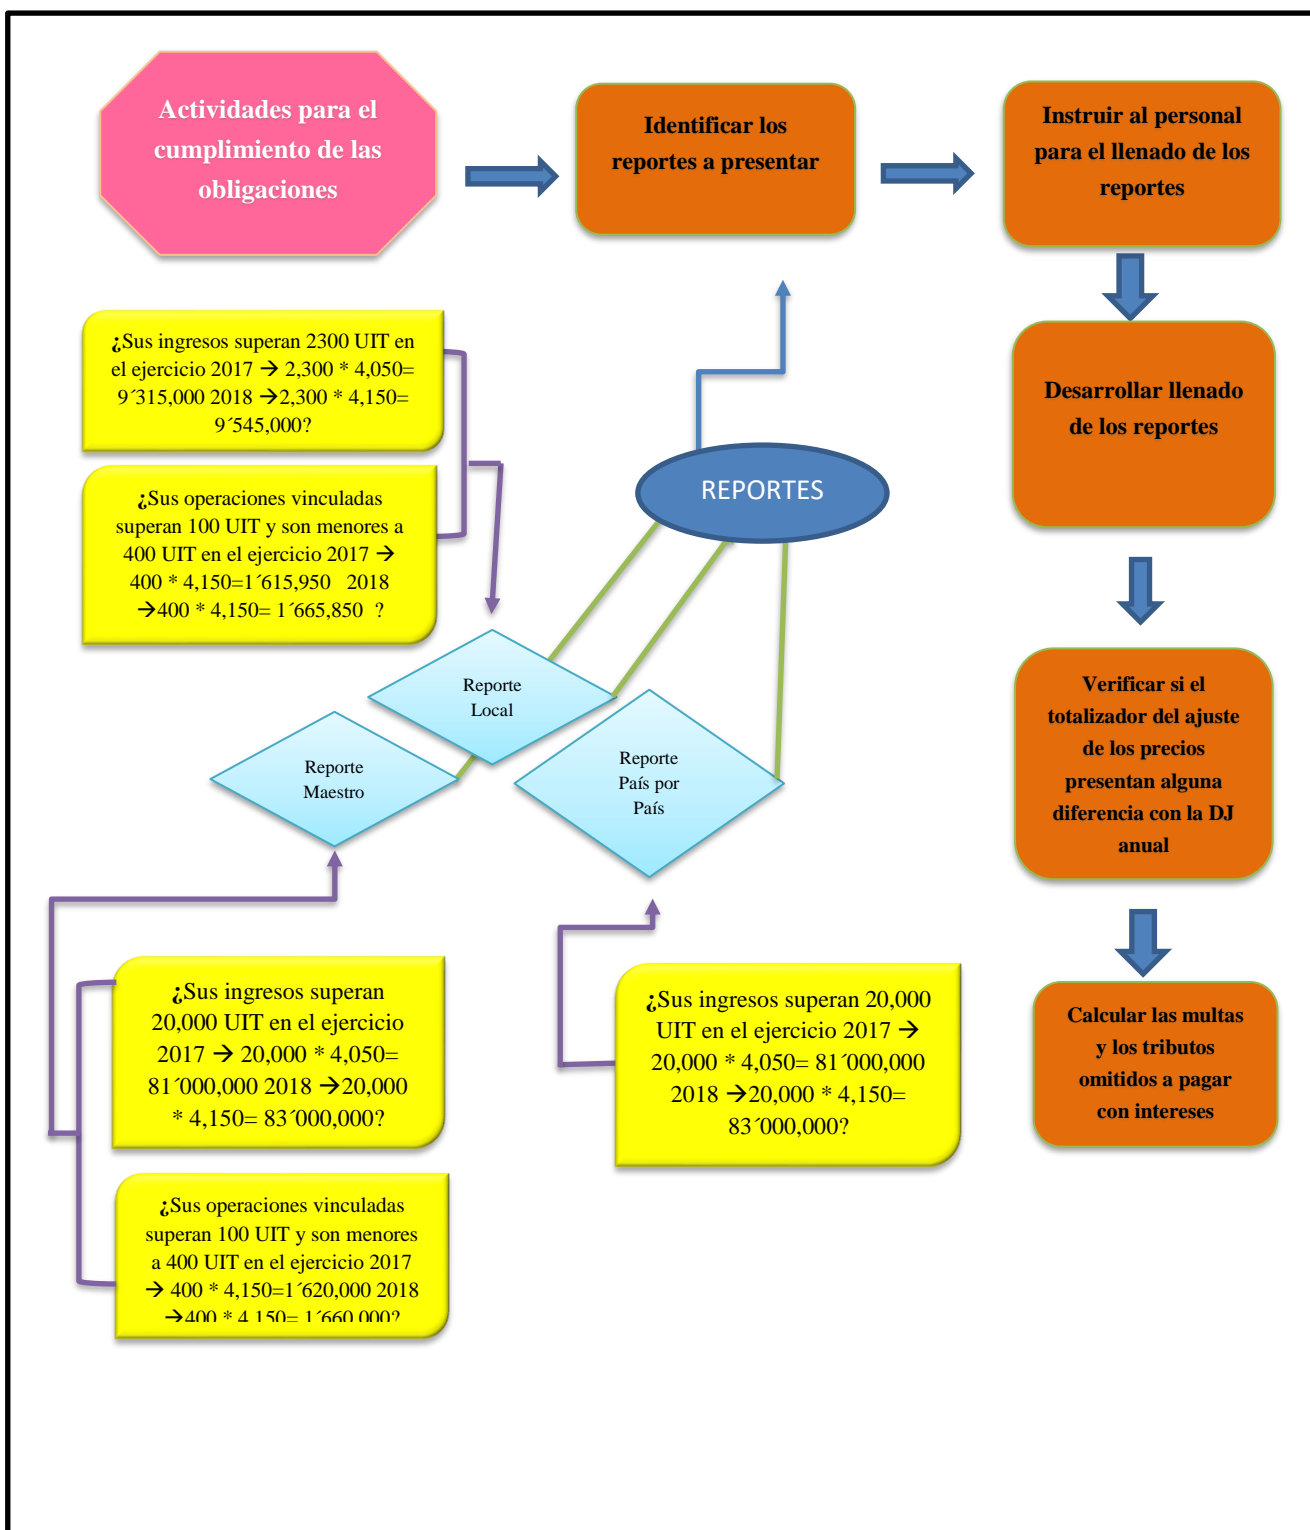 Actividades para el
cumplimiento de las
obligaciones
Identificar los
reportes a presentar
Instruir al personal
para el llenado de los
reportes
¿Sus ingresos superan 2300 UIT en
el ejercicio 2017 → 2,300 * 4,050=
9´315,000 2018 →2,300 * 4,150=
9´545,000?
Desarrollar llenado
de los reportes
¿Sus operaciones vinculadas
superan 100 UIT y son menores a
400 UIT en el ejercicio 2017 →
400 * 4,150=1´615,950 2018
→400 * 4,150= 1´665,850 ?
REPORTES
Reporte
Local
Reporte
Maestro
Reporte
País por
País
Verificar si el
totalizador del ajuste
de los precios
presentan alguna
diferencia con la DJ
anual
¿Sus ingresos superan
20,000 UIT en el ejercicio
2017 → 20,000 * 4,050=
81´000,000 2018 →20,000
* 4,150= 83´000,000?
¿Sus ingresos superan 20,000
UIT en el ejercicio 2017 →
20,000 * 4,050= 81´000,000
2018 →20,000 * 4,150=
83´000,000?
Calcular las multas
y los tributos
omitidos a pagar
con intereses
¿Sus operaciones vinculadas
superan 100 UIT y son menores
a 400 UIT en el ejercicio 2017
→ 400 * 4,150=1´620,000 2018
→400 * 4,150= 1´660,000?